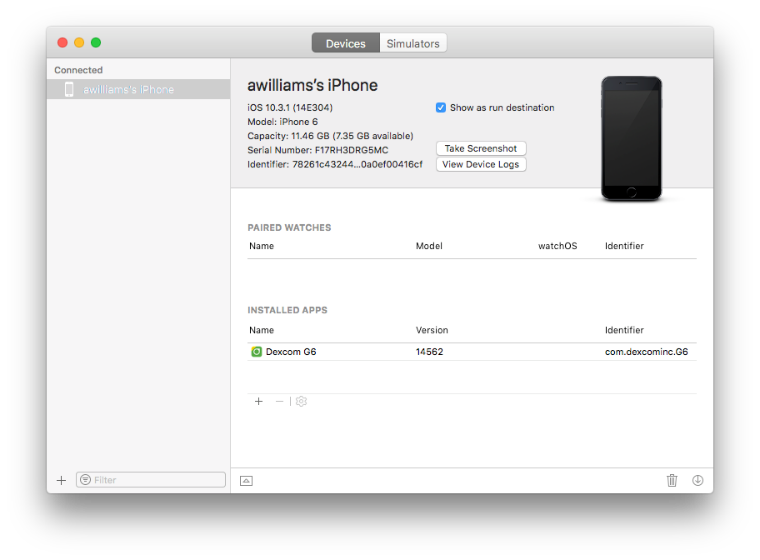 Devices Simulators
Connected
awilliams's iPhone
awilliams's iPhone
iOS 10.3.1 (14E304)
Show as run destination
Model: iPhone 6
Capacity: 11.46 GB (7.35 GB available)
Serial Number: F17RH3DRG5MC
Take Screenshot
Identifier: 78261c43244...0a0ef00416cf
View Device Logs
PAIRED WATCHES
Name Model watchOS Identifier
INSTALLED APPS
Name Version Identifier
Dexcom G6 14562 com.dexcominc.G6
Filter